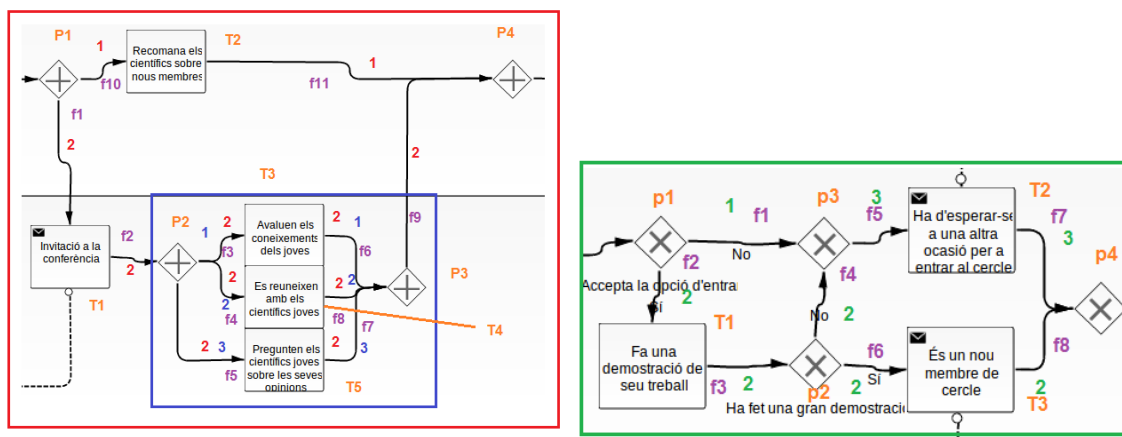 P1
1
T2
P4
Recomana els
científics sobre
nous membres
1
f10
f11
f1
2
2
T3
P2
2
1
Avaluen els
coneixements
dels joves
2
1
f9
Invitació a la
conferència
f2
2
f3
f6
P3
T1
2
2
f4
Es reuneixen
amb els
científics joves
2
2
f8
f7
T4
2
3
f5
Pregunten els
científics joves
sobre les seves
opinions
2
3
T5
p1
1
f1
No
p3
3
f5
T2
Ha d'esperar-se
a una altra
ocasió per a
entrar al cercle
f7
3
p4
f2
f4
Accepta la opció d'entra
2
Sí
No
2
T1
Fa una
demostració de
seu treball
f3
2
p2
f6
2
Sí
És un nou
membre de
cercle
f8
2
T3
Ha fet una gran demostració